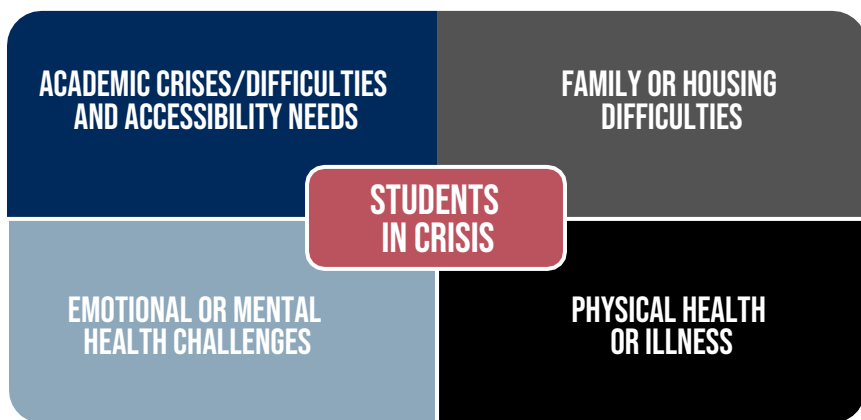 ACADEMIC CRISES/DIFFICULTIES
AND ACCESSIBILITY NEEDS
FAMILY OR HOUSING
DIFFICULTIES
STUDENTS
IN CRISIS
EMOTIONAL OR MENTAL
HEALTH CHALLENGES
PHYSICAL HEALTH
OR ILLNESS